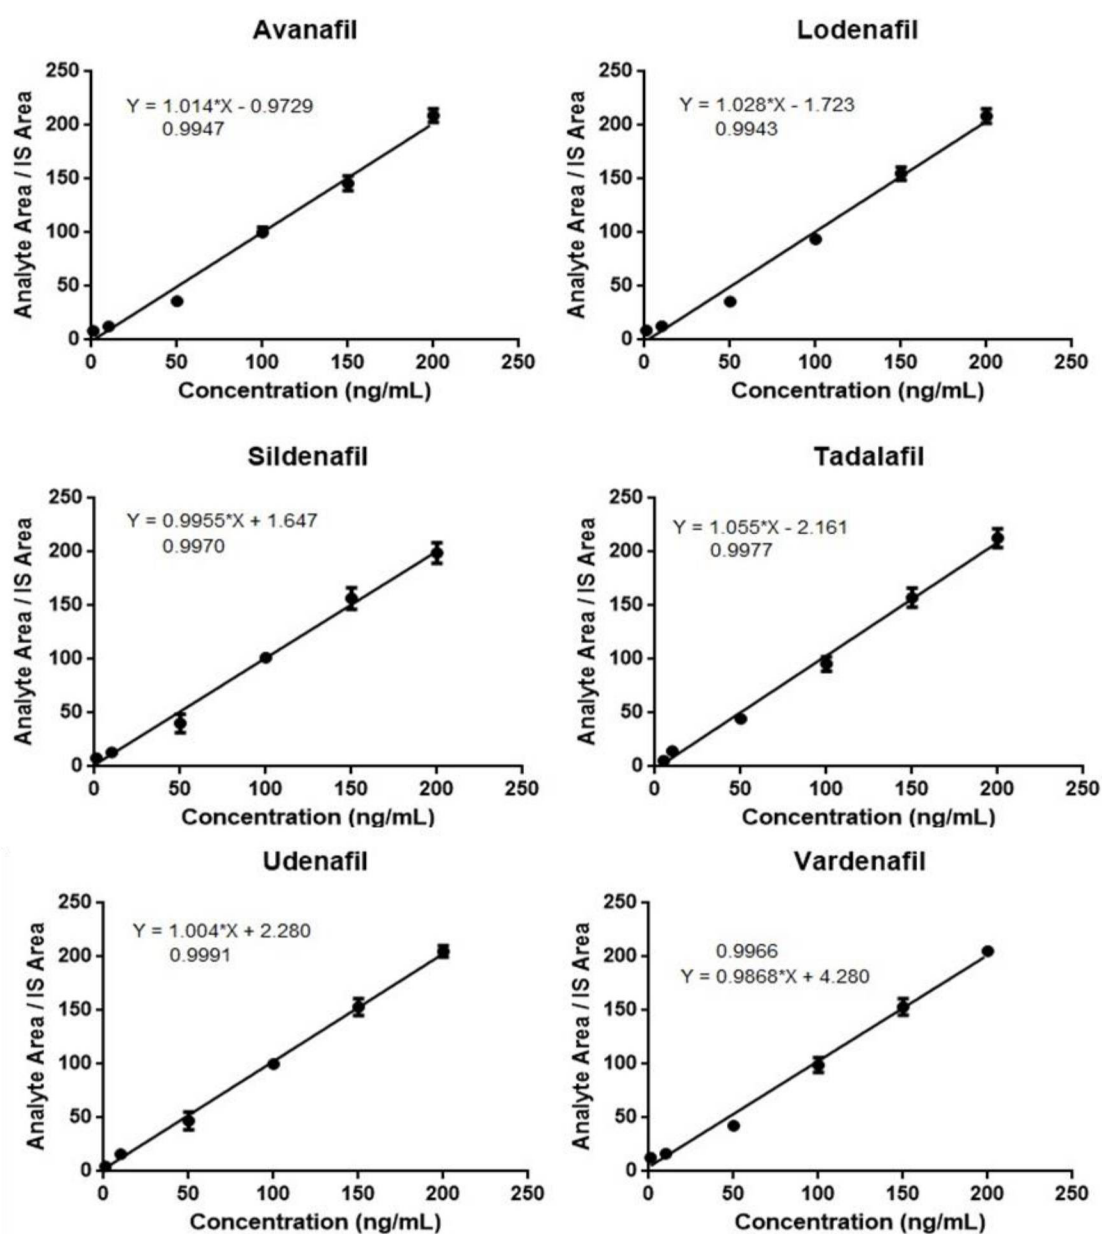 Avanafil
Y = 1.014*X - 0.9729
0.9947
250
200
150
100
50
0
Analyte Area / IS Area
0 50 100 150 200 250
Concentration (ng/mL)
Lodenafil
Y = 1.028*X - 1.723
0.9943
250
200
150
100
50
0
Analyte Area / IS Area
0 50 100 150 200 250
Concentration (ng/mL)
Sildenafil
Y = 0.9955*X + 1.647
0.9970
250
200
150
100
50
0
Analyte Area / IS Area
0 50 100 150 200 250
Concentration (ng/mL)
Tadalafil
Y = 1.055*X - 2.161
0.9977
250
200
150
100
50
0
Analyte Area / IS Area
0 50 100 150 200 250
Concentration (ng/mL)
Udenafil
Y = 1.004*X + 2.280
0.9991
250
200
150
100
50
0
Analyte Area / IS Area
0 50 100 150 200 250
Concentration (ng/mL)
Vardenafil
0.9966
Y = 0.9868*X + 4.280
250
200
150
100
50
0
Analyte Area / IS Area
0 50 100 150 200 250
Concentration (ng/mL)